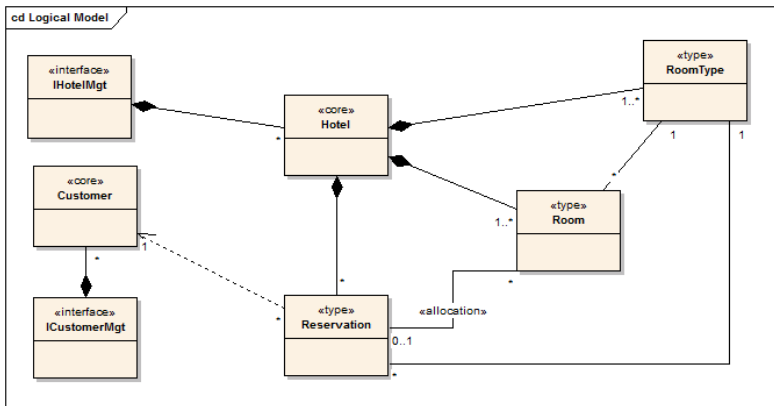 cd Logical Model
«interface»
IHotelMgt
«core»
Hotel
«type»
RoomType
1..*
*
1
1
«core»
Customer
*
«type»
Room
1..*
1
*
*
*
«allocation»
«interface»
ICustomerMgt
*
«type»
Reservation
0..1
*